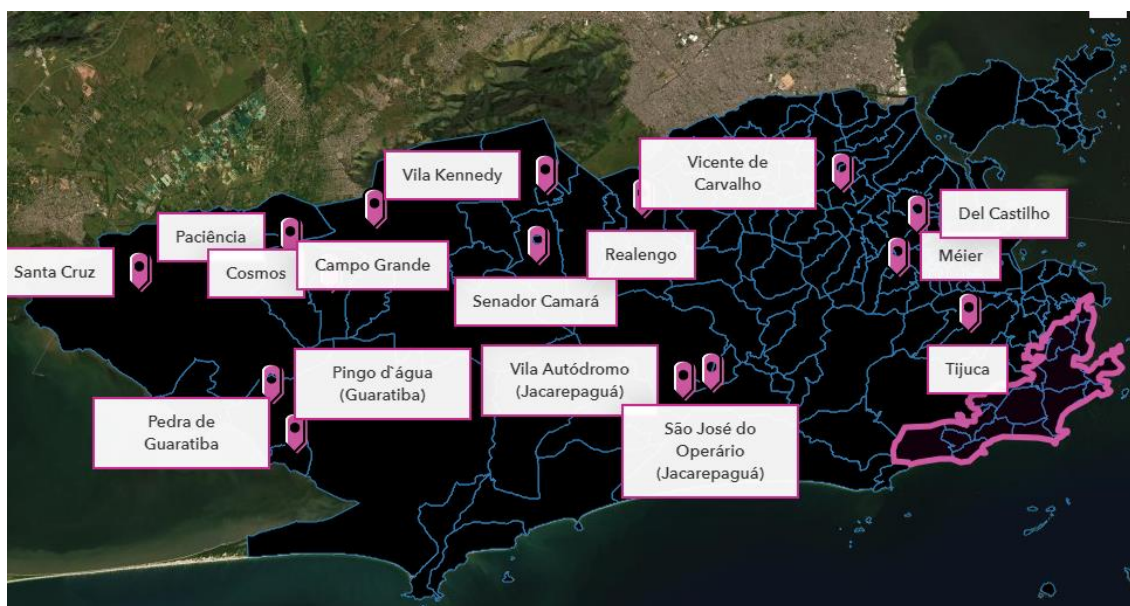 Vila Kennedy
Vicente de
Carvalho
Del Castilho
Paciência
Santa Cruz
Cosmos
Campo Grande
Realengo
Méier
Senador Camará
Tijuca
Pingo d`água
(Guaratiba)
Vila Autódromo
(Jacarepaguá)
Pedra de
Guaratiba
São José do
Operário
(Jacarepaguá)